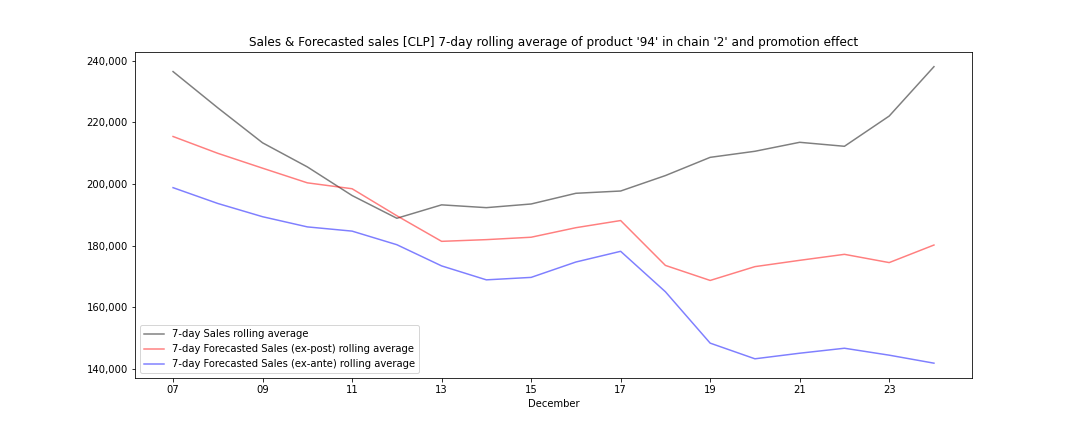 Sales & Forecasted sales [CLP] 7-day rolling average of product '94' in chain '2' and promotion effect
240,000
220,000
200,000
180,000
160,000
140,000
7-day Sales rolling average
7-day Forecasted Sales (ex-post) rolling average
7-day Forecasted Sales (ex-ante) rolling average
07 09 11 13 15 17 19 21 23
December